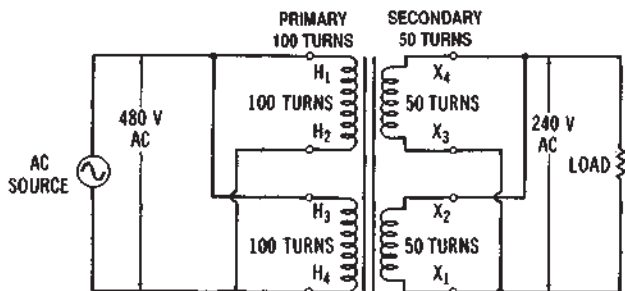 PRIMARY
100 TURNS
SECONDARY
50 TURNS
H1
X4
480 V
AC
100 TURNS
50 TURNS
240 V
AC
H2
X3
AC
SOURCE
LOAD
H3
X2
100 TURNS
50 TURNS
H4
X1